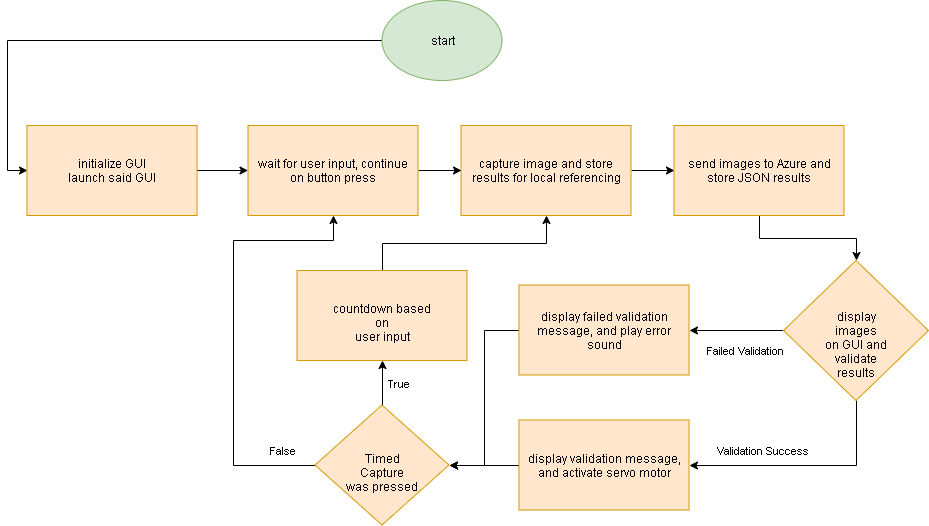 start
initialize GUI
launch said GUI
wait for user input, continue
on button press
capture image and store
results for local referencing
send images to Azure and
store JSON results
countdown based
on
user input
display failed validation
message, and play error
sound
display
images
on GUI and
validate
results
Failed Validation
True
False
Timed
Capture
was pressed
display validation message,
and activate servo motor
Validation Success